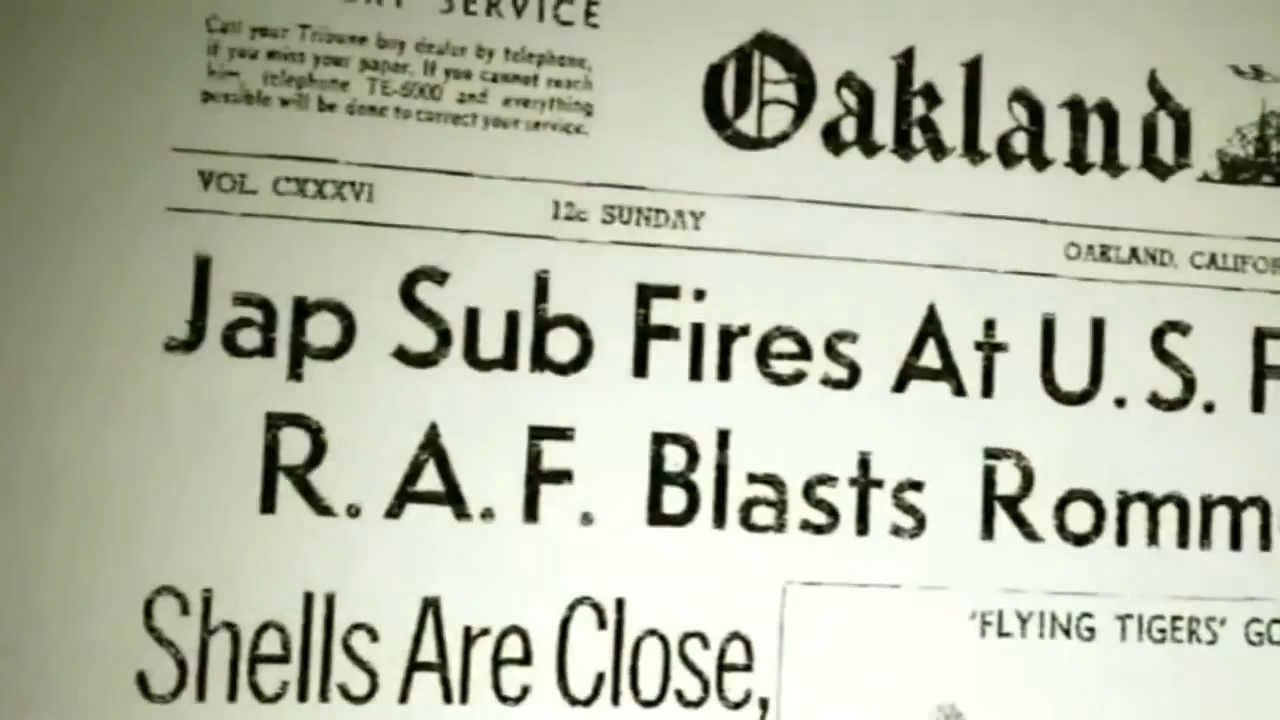 SERVICE
Call your Tribune boy dealer by telephone,
if you miss your paper. If you cannot reach
him, telephone TE-6000 and everything
possible will be done to correct your service.
Oakland
VOL. CXXXVI
12c SUNDAY
OAKLAND, CALIFOR
Jap Sub Fires At U.S.
R.A.F. Blasts Romm
Shells Are Close,
'FLYING TIGERS' GO